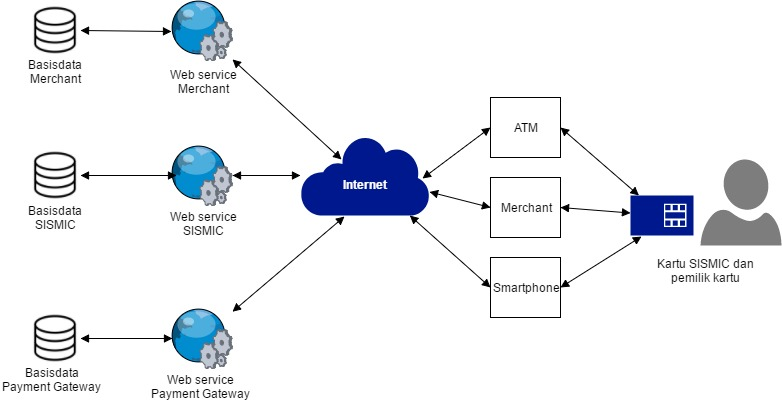 Basisdata
Merchant
Web service
Merchant
Basisdata
SISMIC
Web service
SISMIC
Basisdata
Payment Gateway
Web service
Payment Gateway
Internet
ATM
Merchant
Smartphone
Kartu SISMIC dan
pemilik kartu